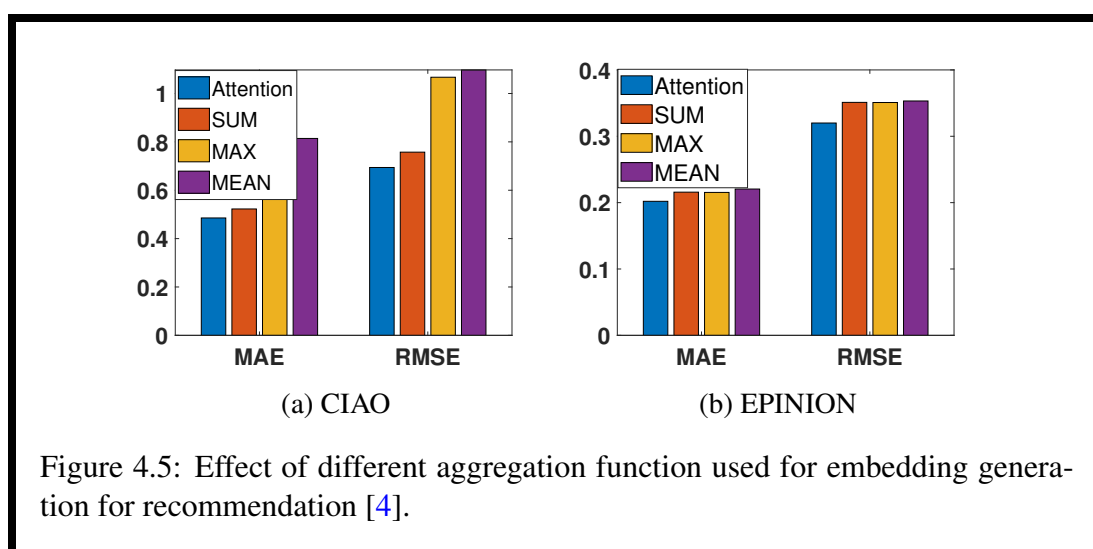 Attention
SUM
MAX
MEAN
1
0.8
0.6
0.4
0.2
0
MAE
RMSE
(a) CIAO
Attention
SUM
MAX
MEAN
0.4
0.3
0.2
0.1
0
MAE
RMSE
(b) EPINION
Figure 4.5: Effect of different aggregation function used for embedding genera-
tion for recommendation [4].